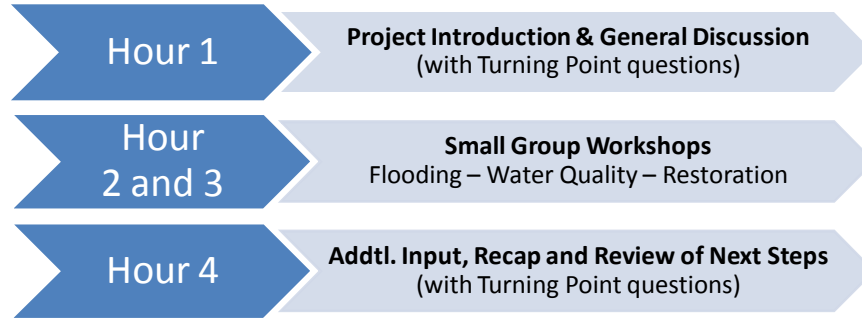 Hour 1
Project Introduction & General Discussion
(with Turning Point questions)
Hour
2 and 3
Small Group Workshops
Flooding – Water Quality – Restoration
Hour 4
Addtl. Input, Recap and Review of Next Steps
(with Turning Point questions)